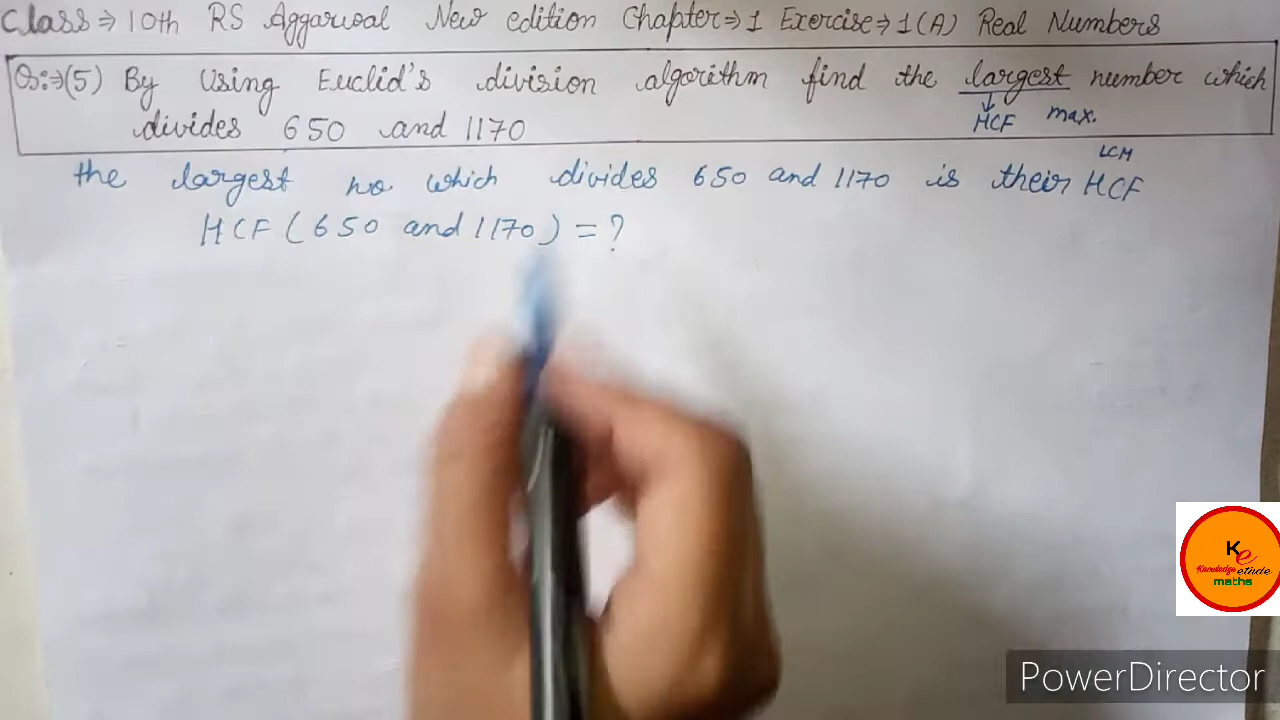 Class ⇒ 10th RS Aggarwal New edition Chapter ⇒ 1 Exercise ⇒ 1(A) Real Numbers
Q:⇒(5) By Using Euclid's division algorithm find the largest number which
↓ HCF max.
divides 650 and 1170
LCM
the largest no which divides 650 and 1170 is their HCF
HCF (650 and 1170) = ?
Ke
Knowledge etude
maths
PowerDirector